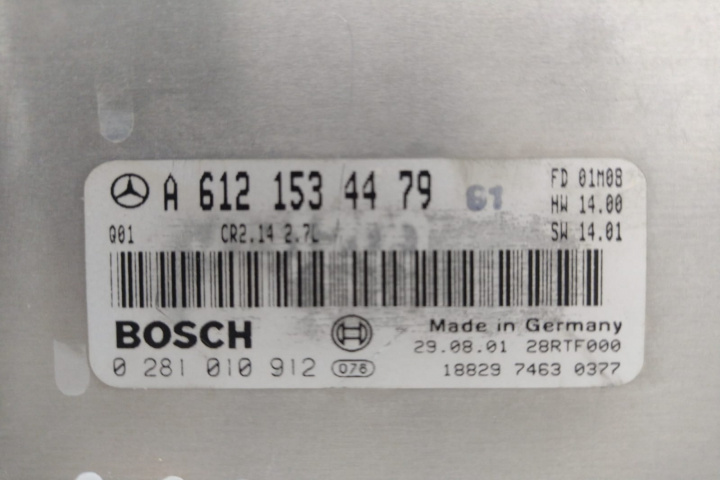 A 612 153 44 79 61 FD 01M08
HW 14.00
Q01 CR2.14 2.7L SW 14.01
BOSCH Made in Germany
29.08.01 28RTF000
0 281 010 912 076 18829 7463 0377